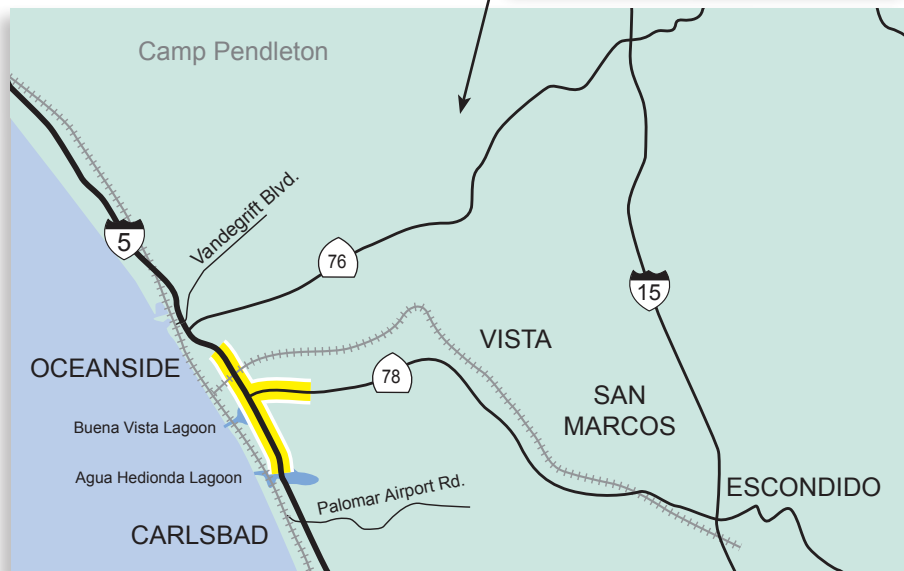 Camp Pendleton
Vandegrift Blvd.
5
76
15
OCEANSIDE
VISTA
78
SAN
MARCOS
Buena Vista Lagoon
Agua Hedionda Lagoon
ESCONDIDO
Palomar Airport Rd.
CARLSBAD